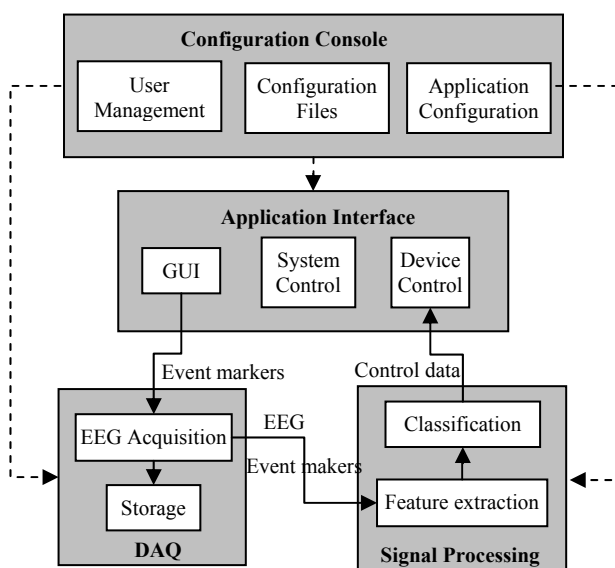 Configuration Console
User
Management
Configuration
Files
Application
Configuration
Application Interface
GUI
System
Control
Device
Control
Event markers
Control data
EEG Acquisition
Storage
DAQ
EEG
Event makers
Classification
Feature extraction
Signal Processing